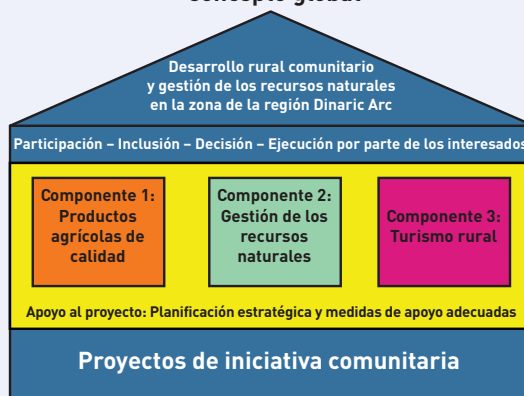 Concepto global
Desarrollo rural comunitario
y gestión de los recursos naturales
en la zona de la región Dinaric Arc
Participación – Inclusión – Decisión – Ejecución por parte de los interesados
Componente 1:
Productos
agrícolas de
calidad
Componente 2:
Gestión de los
recursos
naturales
Componente 3:
Turismo rural
Apoyo al proyecto: Planificación estratégica y medidas de apoyo adecuadas
Proyectos de iniciativa comunitaria